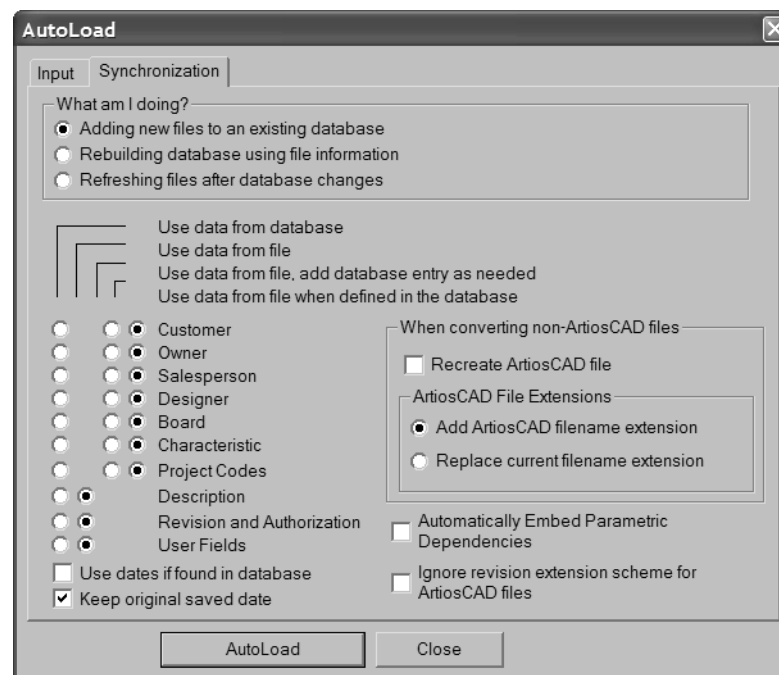 AutoLoad
Input
Synchronization
What am I doing?
Adding new files to an existing database
Rebuilding database using file information
Refreshing files after database changes
Use data from database
Use data from file
Use data from file, add database entry as needed
Use data from file when defined in the database
Customer
Owner
Salesperson
Designer
Board
Characteristic
Project Codes
Description
Revision and Authorization
User Fields
Use dates if found in database
Keep original saved date
When converting non-ArtiosCAD files
Recreate ArtiosCAD file
ArtiosCAD File Extensions
Add ArtiosCAD filename extension
Replace current filename extension
Automatically Embed Parametric
Dependencies
Ignore revision extension scheme for
ArtiosCAD files
AutoLoad
Close